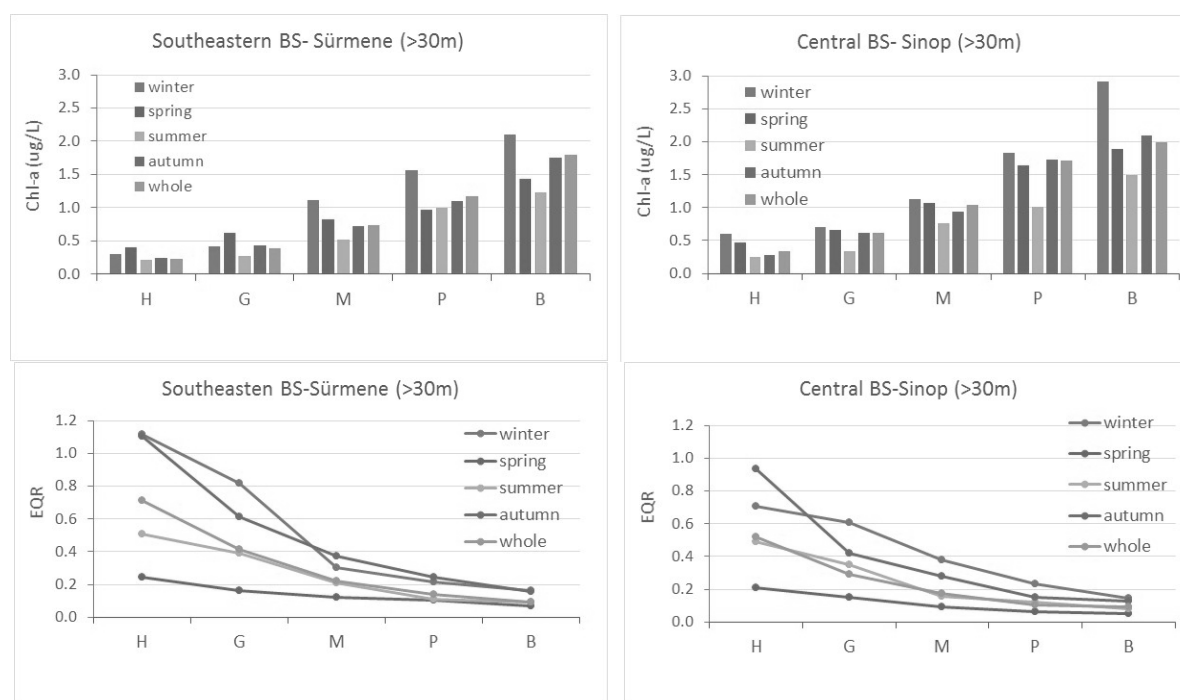 Southeastern BS- Sürmene (>30m)
3.0
2.5
2.0
1.5
1.0
0.5
0.0
Chl-a (ug/L)
winter
spring
summer
autumn
whole
H G M P B
Central BS- Sinop (>30m)
3.0
2.5
2.0
1.5
1.0
0.5
0.0
Chl-a (ug/L)
winter
spring
summer
autumn
whole
H G M P B
Southeasten BS-Sürmene (>30m)
1.2
1.0
0.8
0.6
0.4
0.2
0.0
EQR
winter
spring
summer
autumn
whole
H G M P B
Central BS-Sinop (>30m)
1.2
1.0
0.8
0.6
0.4
0.2
0.0
EQR
winter
spring
summer
autumn
whole
H G M P B